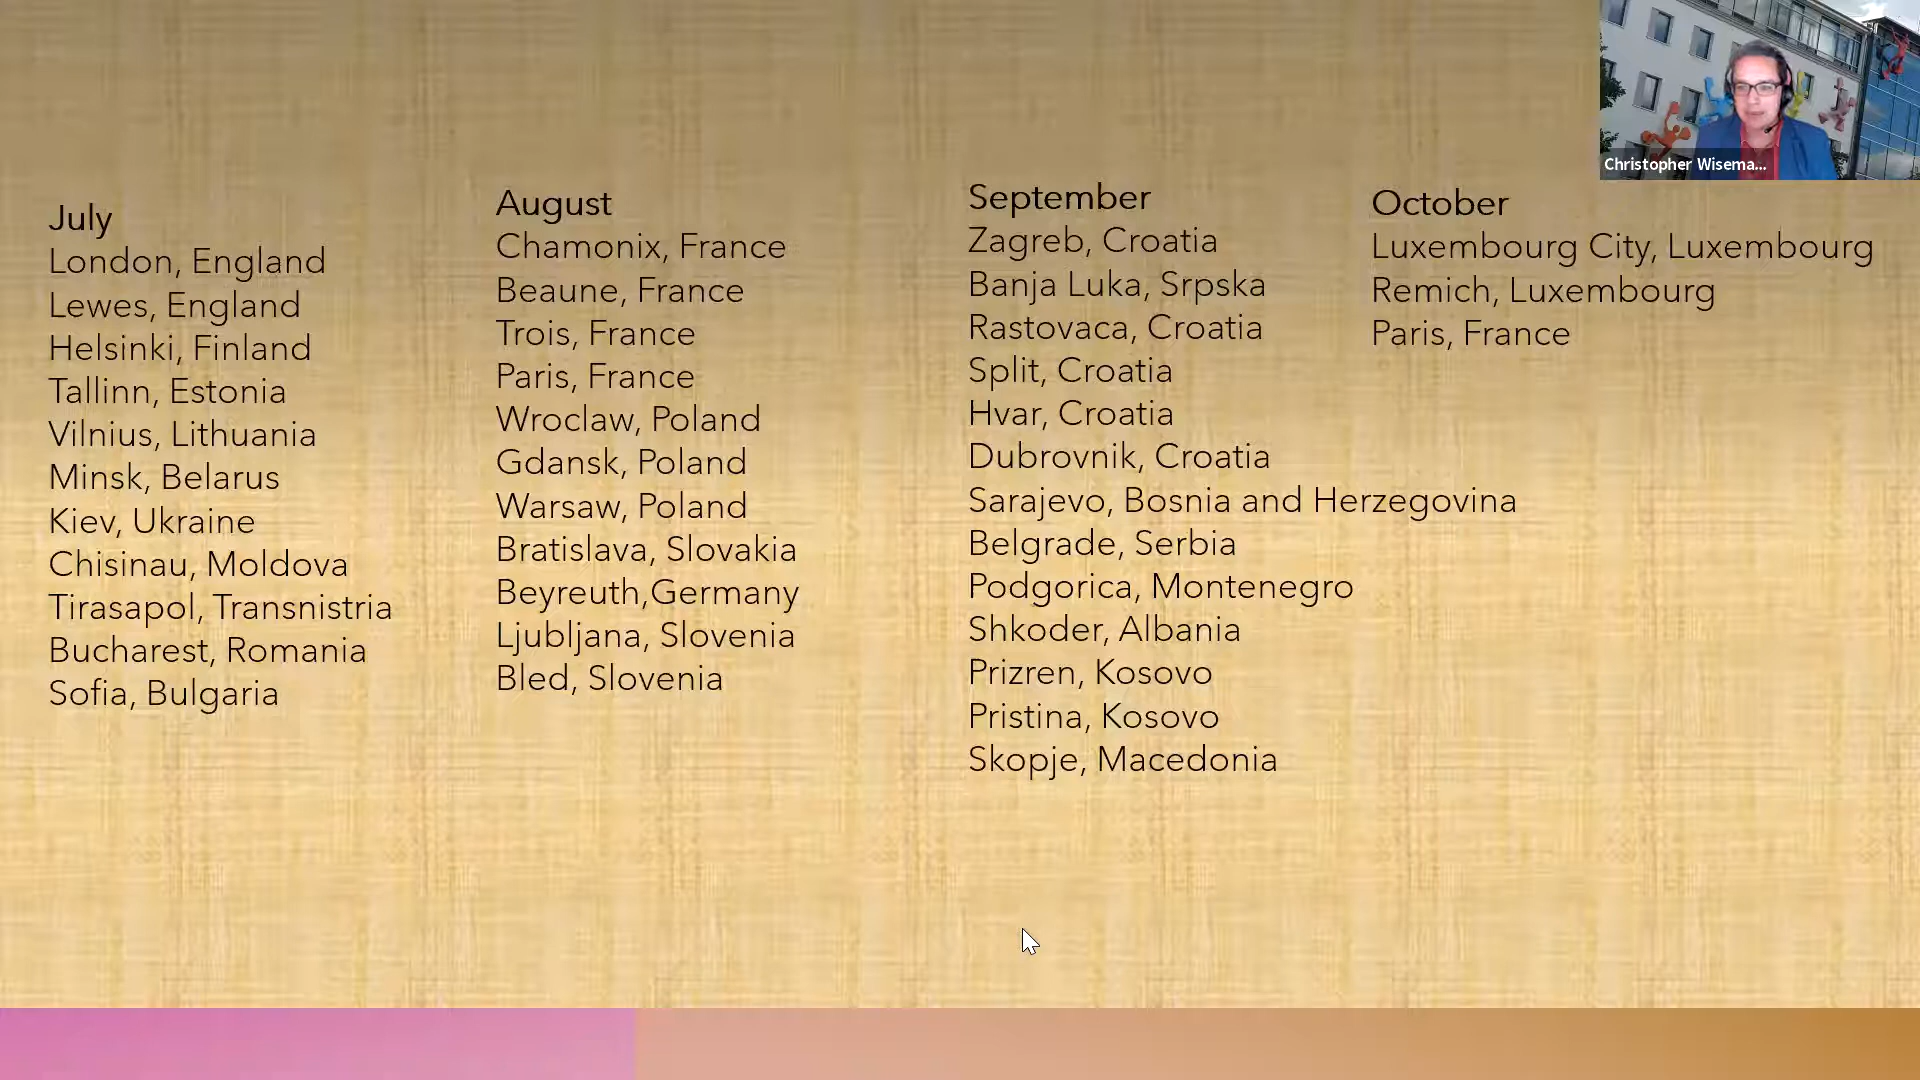 Christopher Wisema...
July
London, England
Lewes, England
Helsinki, Finland
Tallinn, Estonia
Vilnius, Lithuania
Minsk, Belarus
Kiev, Ukraine
Chisinau, Moldova
Tirasapol, Transnistria
Bucharest, Romania
Sofia, Bulgaria
August
Chamonix, France
Beaune, France
Trois, France
Paris, France
Wroclaw, Poland
Gdansk, Poland
Warsaw, Poland
Bratislava, Slovakia
Beyreuth,Germany
Ljubljana, Slovenia
Bled, Slovenia
September
Zagreb, Croatia
Banja Luka, Srpska
Rastovaca, Croatia
Split, Croatia
Hvar, Croatia
Dubrovnik, Croatia
Sarajevo, Bosnia and Herzegovina
Belgrade, Serbia
Podgorica, Montenegro
Shkoder, Albania
Prizren, Kosovo
Pristina, Kosovo
Skopje, Macedonia
October
Luxembourg City, Luxembourg
Remich, Luxembourg
Paris, France